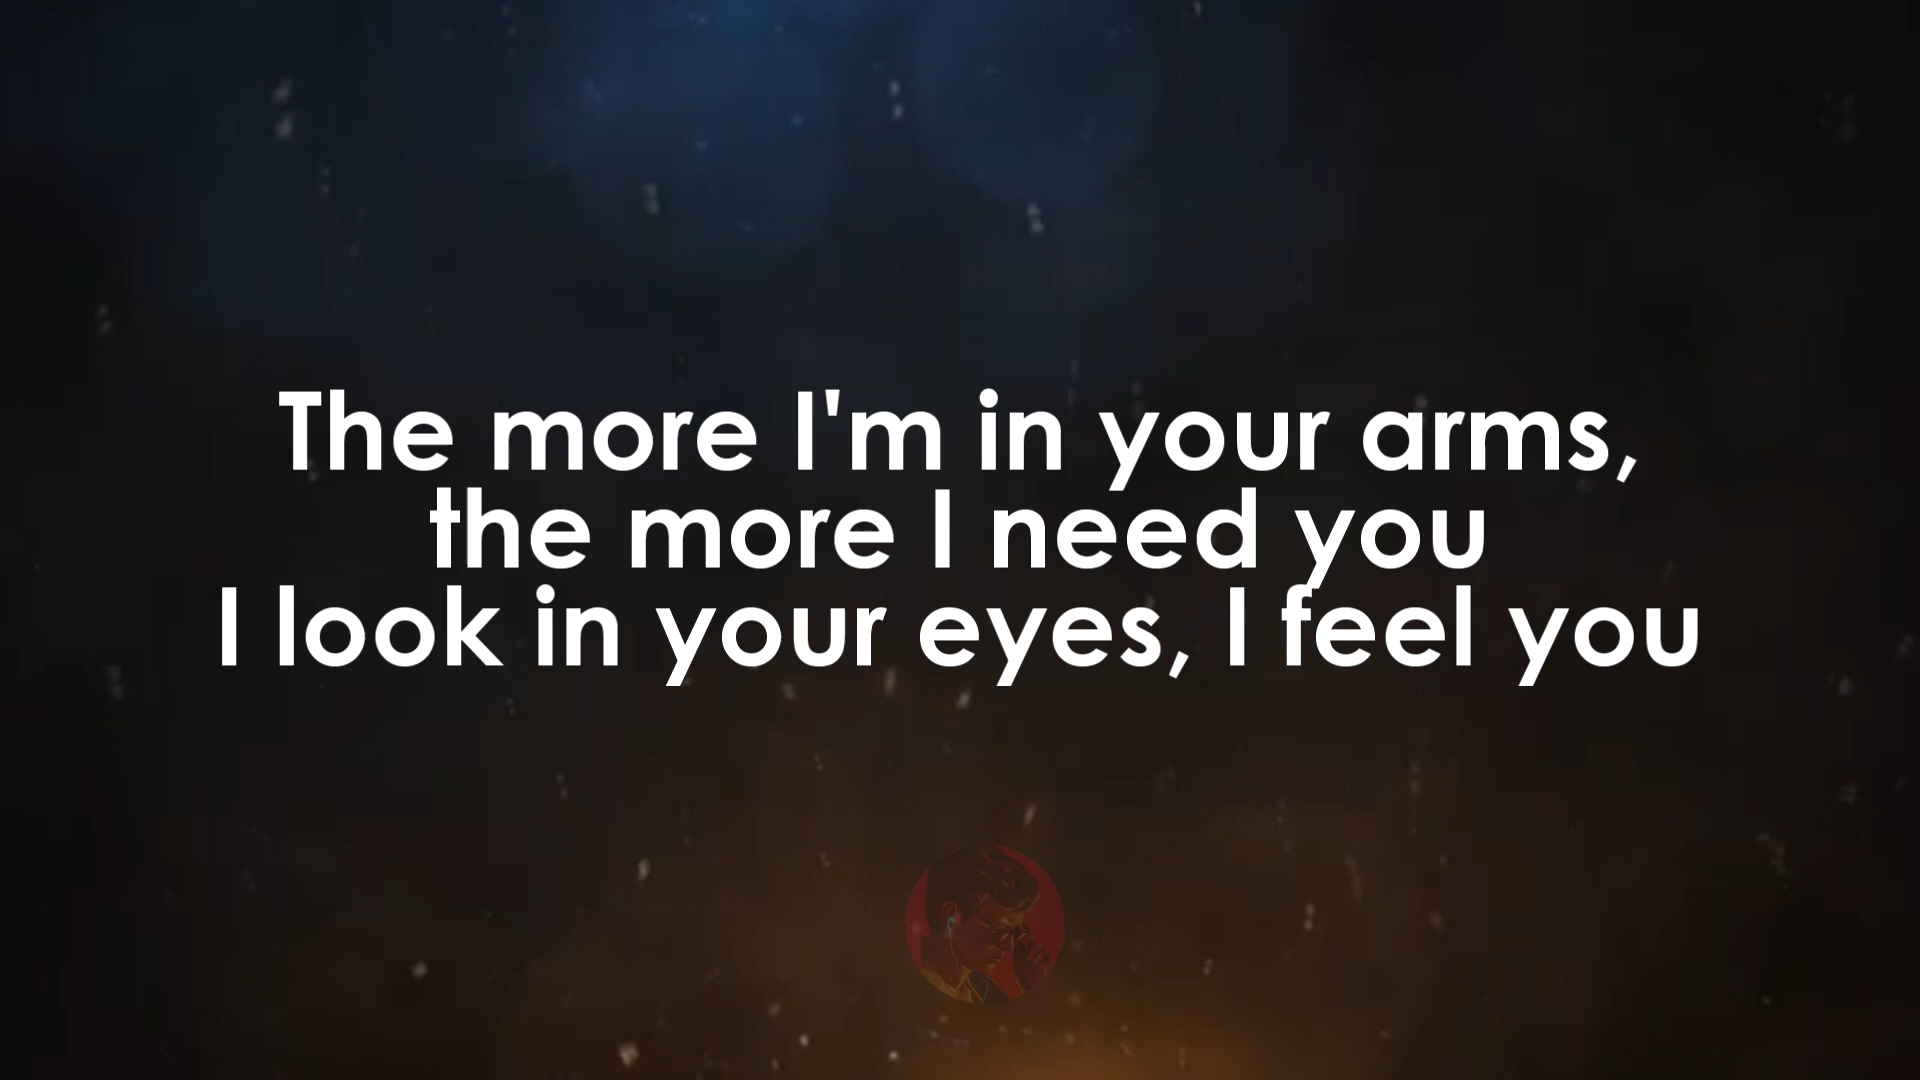 The more I'm in your arms,
the more I need you
I look in your eyes, I feel you